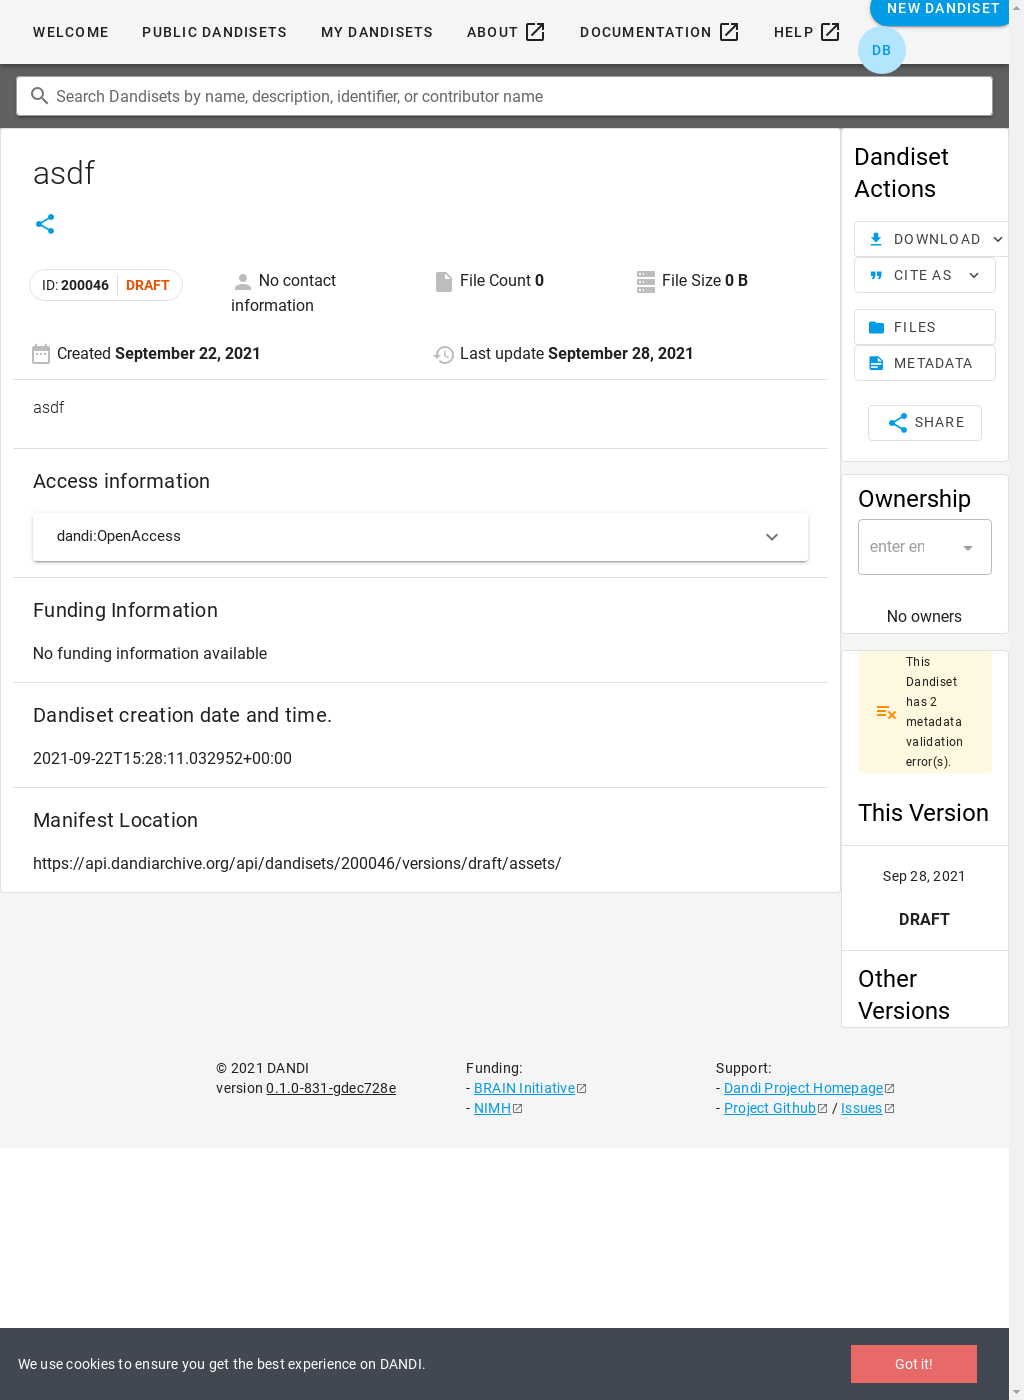 WELCOME PUBLIC DANDISETS MY DANDISETS ABOUT DOCUMENTATION HELP NEW DANDISET
DB
Search Dandisets by name, description, identifier, or contributor name
asdf
ID: 200046 DRAFT
No contact
information
File Count 0
File Size 0 B
Created September 22, 2021
Last update September 28, 2021
asdf
Access information
dandi:OpenAccess
Funding Information
No funding information available
Dandiset creation date and time.
2021-09-22T15:28:11.032952+00:00
Manifest Location
https://api.dandiarchive.org/api/dandisets/200046/versions/draft/assets/
Dandiset
Actions
DOWNLOAD
CITE AS
FILES
METADATA
SHARE
Ownership
enter en
No owners
This
Dandiset
has 2
metadata
validation
error(s).
This Version
Sep 28, 2021
DRAFT
Other
Versions
© 2021 DANDI
version 0.1.0-831-gdec728e
Funding:
- BRAIN Initiative
- NIMH
Support:
- Dandi Project Homepage
- Project Github / Issues
We use cookies to ensure you get the best experience on DANDI.
Got it!